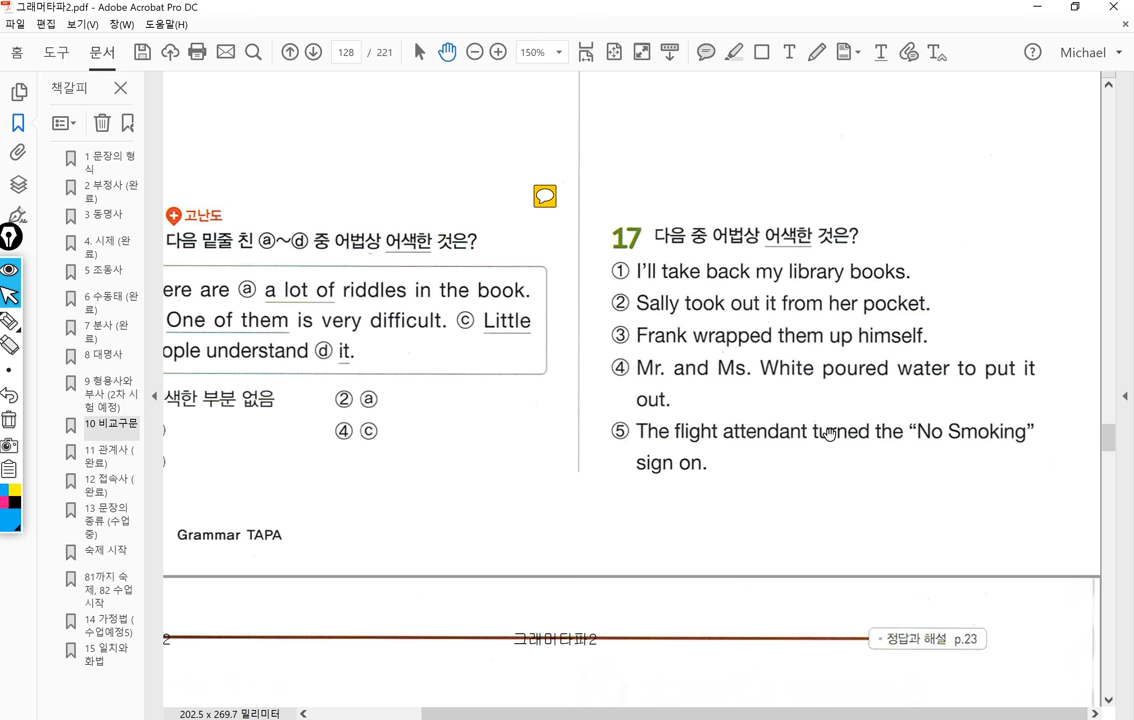 그래머타파2.pdf - Adobe Acrobat Pro DC
파일 편집 보기(V) 창(W) 도움말(H)
홈 도구 문서 128 / 221 150% Michael
책갈피
1 문장의 형
식
2 부정사 (완
료)
3 동명사
4. 시제 (완
료)
5 조동사
6 수동태 (완
료)
7 분사 (완
료)
8 대명사
9 형용사와
부사 (2차 시
험 예정)
10 비교구문
11 관계사 (
완료)
12 접속사 (
완료)
13 문장의
종류 (수업
중)
숙제 시작
81까지 숙
제, 82 수업
시작
14 가정법 (
수업예정5)
15 일치와
화법
고난도
다음 밑줄 친 ⓐ~ⓓ 중 어법상 어색한 것은?
ere are ⓐ a lot of riddles in the book.
One of them is very difficult. ⓒ Little
ople understand ⓓ it.
색한 부분 없음 ② ⓐ
④ ⓒ
Grammar TAPA
17 다음 중 어법상 어색한 것은?
① I'll take back my library books.
② Sally took out it from her pocket.
③ Frank wrapped them up himself.
④ Mr. and Ms. White poured water to put it
out.
⑤ The flight attendant turned the “No Smoking”
sign on.
2 그래머타파2 정답과 해설 p.23
202.5 x 269.7 밀리미터